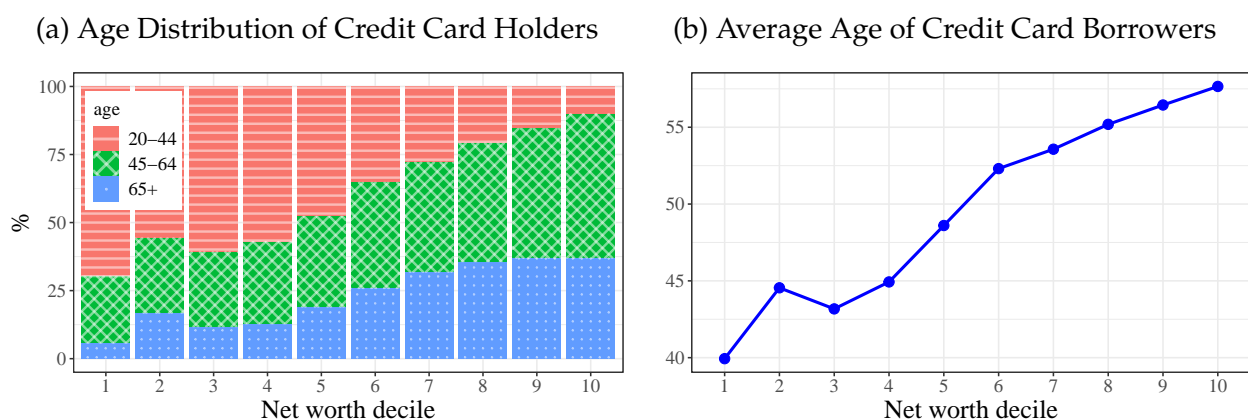 (a) Age Distribution of Credit Card Holders
100
75
50
25
0
%
age
20–44
45–64
65+
1 2 3 4 5 6 7 8 9 10
Net worth decile
(b) Average Age of Credit Card Borrowers
55
50
45
40
1 2 3 4 5 6 7 8 9 10
Net worth decile